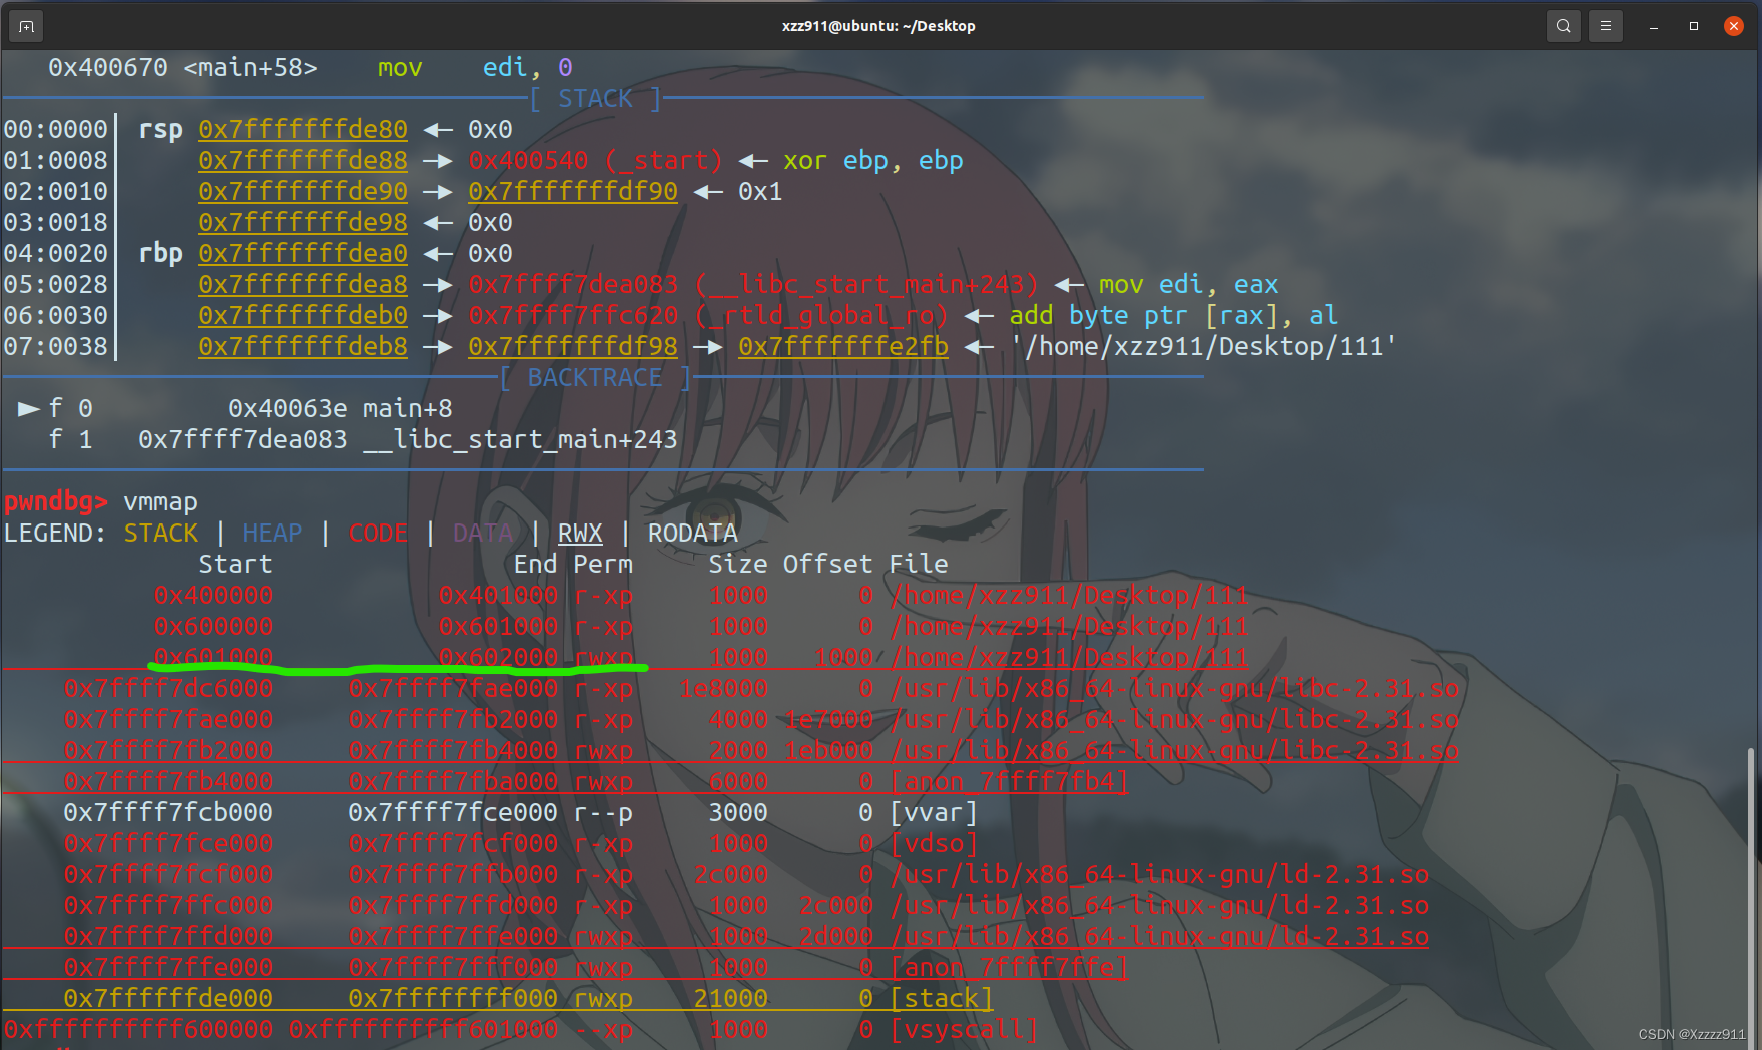 xzz911@ubuntu: ~/Desktop
0x400670 <main+58>    mov    edi, 0
[ STACK ]
00:0000│ rsp 0x7fffffffde80 ◂— 0x0
01:0008│     0x7fffffffde88 —▸ 0x400540 (_start) ◂— xor ebp, ebp
02:0010│     0x7fffffffde90 —▸ 0x7fffffffdf90 ◂— 0x1
03:0018│     0x7fffffffde98 ◂— 0x0
04:0020│ rbp 0x7fffffffdea0 ◂— 0x0
05:0028│     0x7fffffffdea8 —▸ 0x7ffff7dea083 (__libc_start_main+243) ◂— mov edi, eax
06:0030│     0x7fffffffdeb0 —▸ 0x7ffff7ffc620 (_rtld_global_ro) ◂— add byte ptr [rax], al
07:0038│     0x7fffffffdeb8 —▸ 0x7fffffffdf98 —▸ 0x7fffffffe2fb ◂— '/home/xzz911/Desktop/111'
[ BACKTRACE ]
► f 0         0x40063e main+8
f 1   0x7ffff7dea083 __libc_start_main+243
pwndbg> vmmap
LEGEND: STACK | HEAP | CODE | DATA | RWX | RODATA
Start                End Perm     Size Offset File
0x400000           0x401000 r-xp     1000      0 /home/xzz911/Desktop/111
0x600000           0x601000 r-xp     1000      0 /home/xzz911/Desktop/111
0x601000           0x602000 rwxp     1000   1000 /home/xzz911/Desktop/111
0x7ffff7dc6000     0x7ffff7fae000 r-xp   1e8000      0 /usr/lib/x86_64-linux-gnu/libc-2.31.so
0x7ffff7fae000     0x7ffff7fb2000 r-xp     4000 1e7000 /usr/lib/x86_64-linux-gnu/libc-2.31.so
0x7ffff7fb2000     0x7ffff7fb4000 rwxp     2000 1eb000 /usr/lib/x86_64-linux-gnu/libc-2.31.so
0x7ffff7fb4000     0x7ffff7fba000 rwxp     6000      0 [anon_7ffff7fb4]
0x7ffff7fcb000     0x7ffff7fce000 r--p     3000      0 [vvar]
0x7ffff7fce000     0x7ffff7fcf000 r-xp     1000      0 [vdso]
0x7ffff7fcf000     0x7ffff7ffb000 r-xp    2c000      0 /usr/lib/x86_64-linux-gnu/ld-2.31.so
0x7ffff7ffc000     0x7ffff7ffd000 r-xp     1000  2c000 /usr/lib/x86_64-linux-gnu/ld-2.31.so
0x7ffff7ffd000     0x7ffff7ffe000 rwxp     1000  2d000 /usr/lib/x86_64-linux-gnu/ld-2.31.so
0x7ffff7ffe000     0x7ffff7fff000 rwxp     1000      0 [anon_7ffff7ffe]
0x7ffffffde000     0x7ffffffff000 rwxp    21000      0 [stack]
0xffffffffff600000 0xffffffffff601000 --xp     1000      0 [vsyscall]
CSDN @Xzzzz911